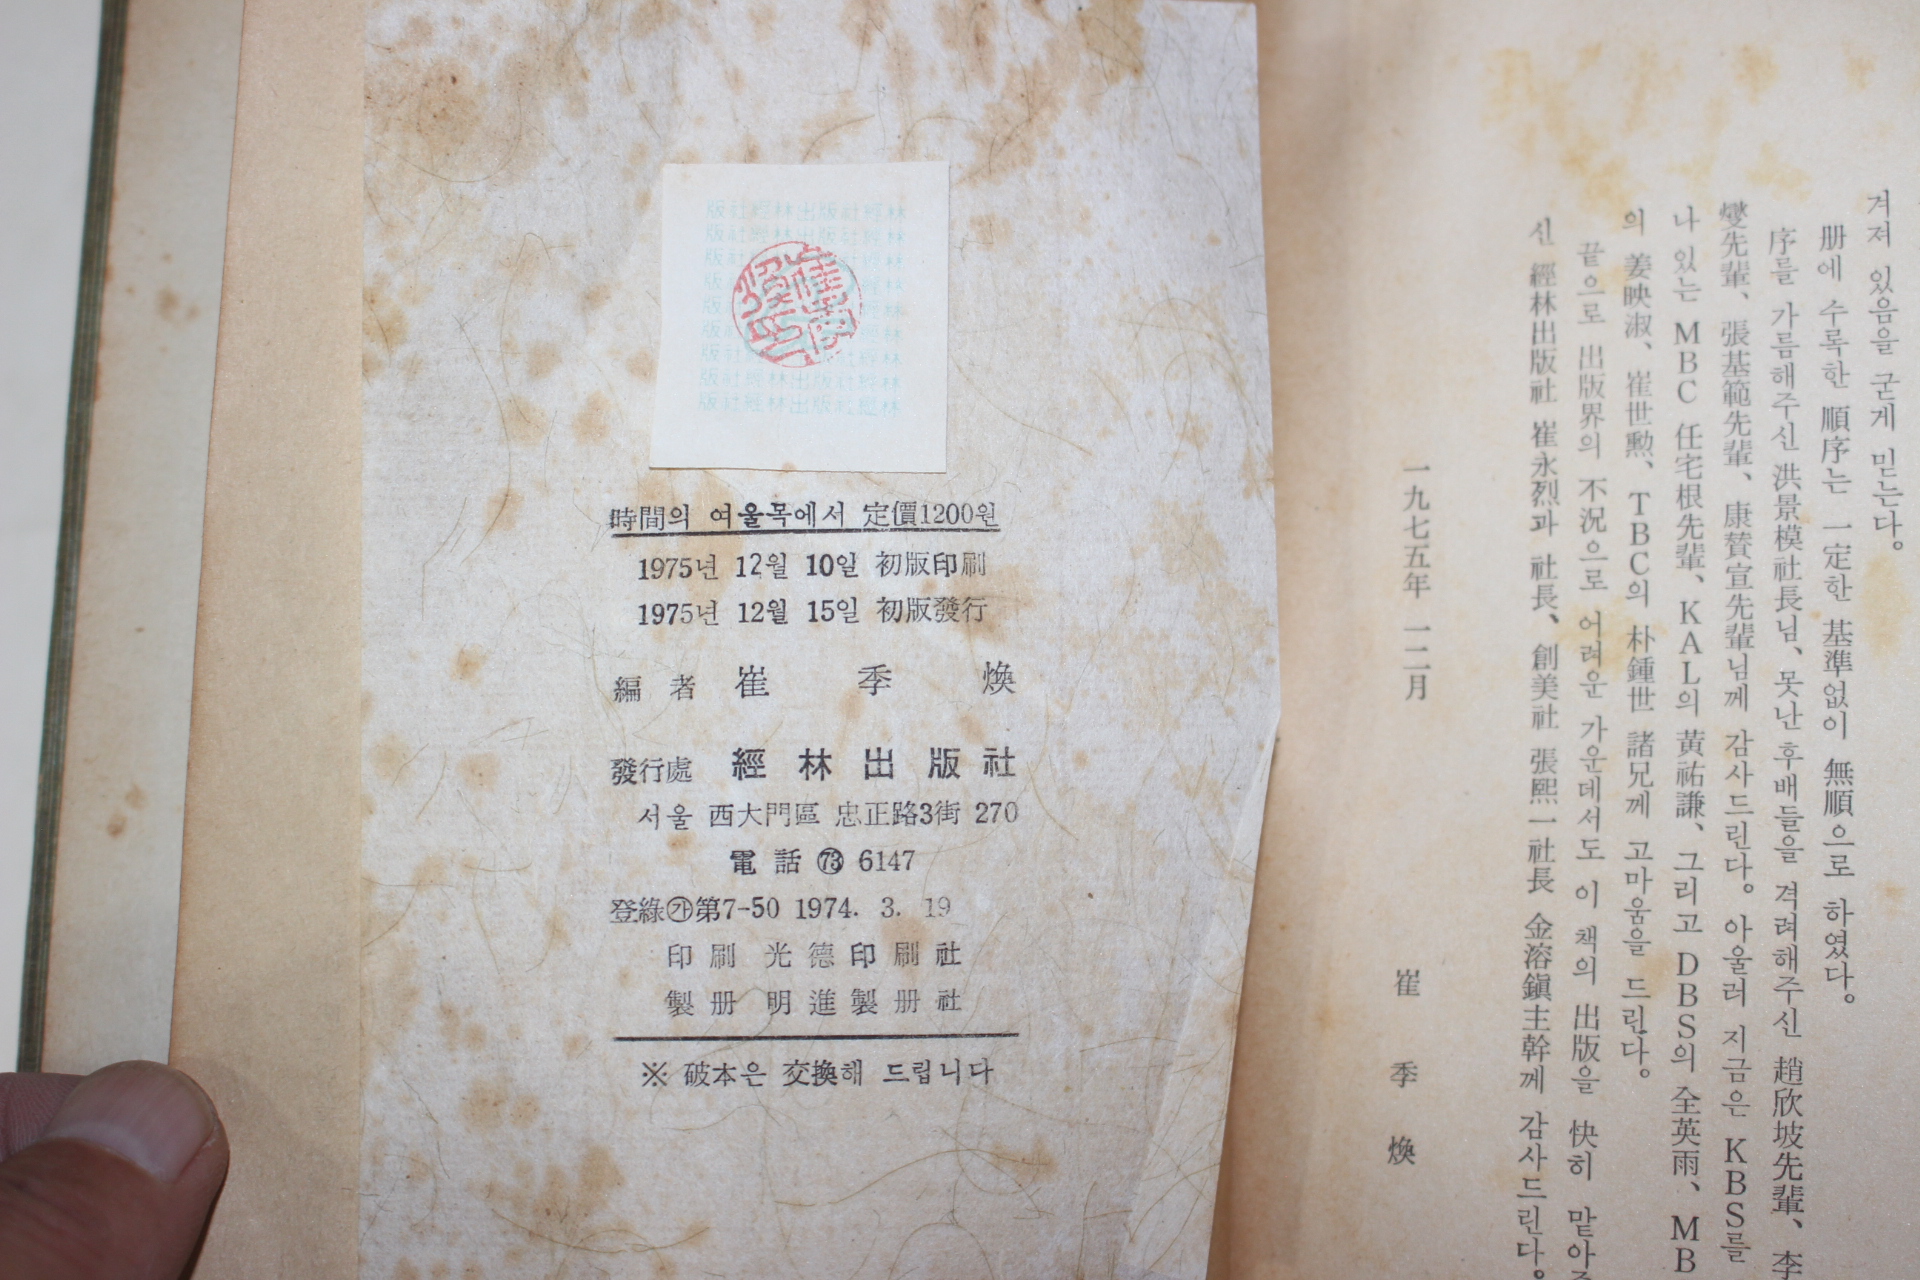 時間의 여울목에서 定價1200원
1975년 12월 10일 初版印刷
1975년 12월 15일 初版發行
編 者 崔 季 煥
發行處 經 林 出 版 社
서울 西大門區 忠正路3街 270
電 話 ㊆ 73 6147
登綠㉮第7-50 1974. 3. 19
印 刷 光 德 印 刷 社
製 册 明 進 製 册 社
※ 破本은 交換해 드립니다
겨저 있음을 굳게 믿는다。
册에 수록한 順序는 一定한 基準없이 無順으로 하였다。
序를 가름해주신 洪景模社長님、못난 후배들을 격려해주신 趙欣坡先輩、李
燮先輩、張基範先輩、康賛宣先輩님께 감사드린다。아울러 지금은 KBS를
나 있는 MBC 任宅根先輩、KAL의 黄祐謙、그리고 DBS의 全英雨、MB
의 姜映淑、崔世勲、TBC의 朴鍾世 諸兄께 고마움을 드린다。
끝으로 出版界의 不況으로 어려운 가운데서도 이 책의 出版을 快히 맡아
신 經林出版社 崔永烈과 社長、創美社 張熙一社長 金溶鎭主幹께 감사드린다。
一九七五年 一二月
崔 季 煥